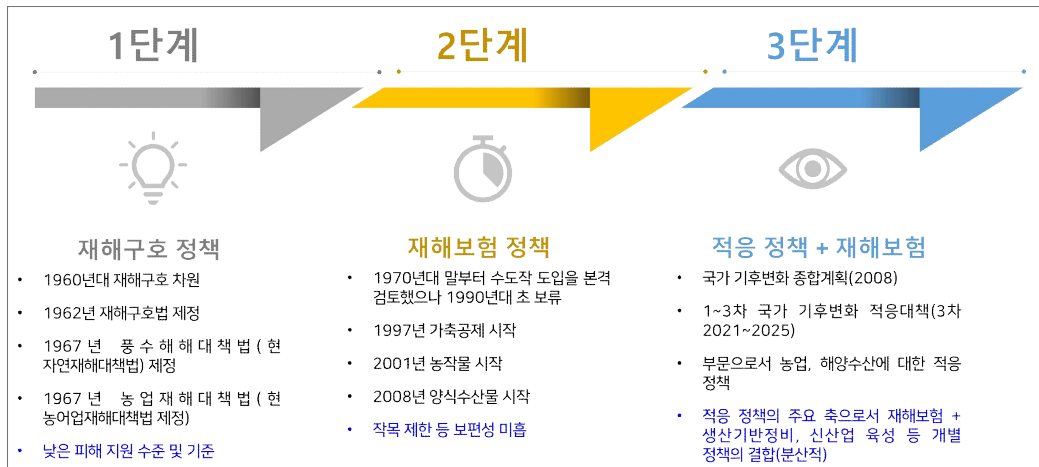 1단계
재해구호 정책
• 1960년대 재해구호 차원
• 1962년 재해구호법 제정
• 1967년 풍수해해대책법(현
자연재해대책법) 제정
• 1967년 농업재해대책법(현
농어업재해대책법 제정)
• 낮은 피해 지원 수준 및 기준
2단계
재해보험 정책
• 1970년대 말부터 수도작 도입을 본격
검토했으나 1990년대 초 보류
• 1997년 가축공제 시작
• 2001년 농작물 시작
• 2008년 양식수산물 시작
• 작목 제한 등 보편성 미흡
3단계
적응 정책 + 재해보험
• 국가 기후변화 종합계획(2008)
• 1~3차 국가 기후변화 적응대책(3차
2021~2025)
• 부문으로서 농업, 해양수산에 대한 적응
정책
• 적응 정책의 주요 축으로서 재해보험 +
생산기반정비, 신산업 육성 등 개별
정책의 결합(분산적)